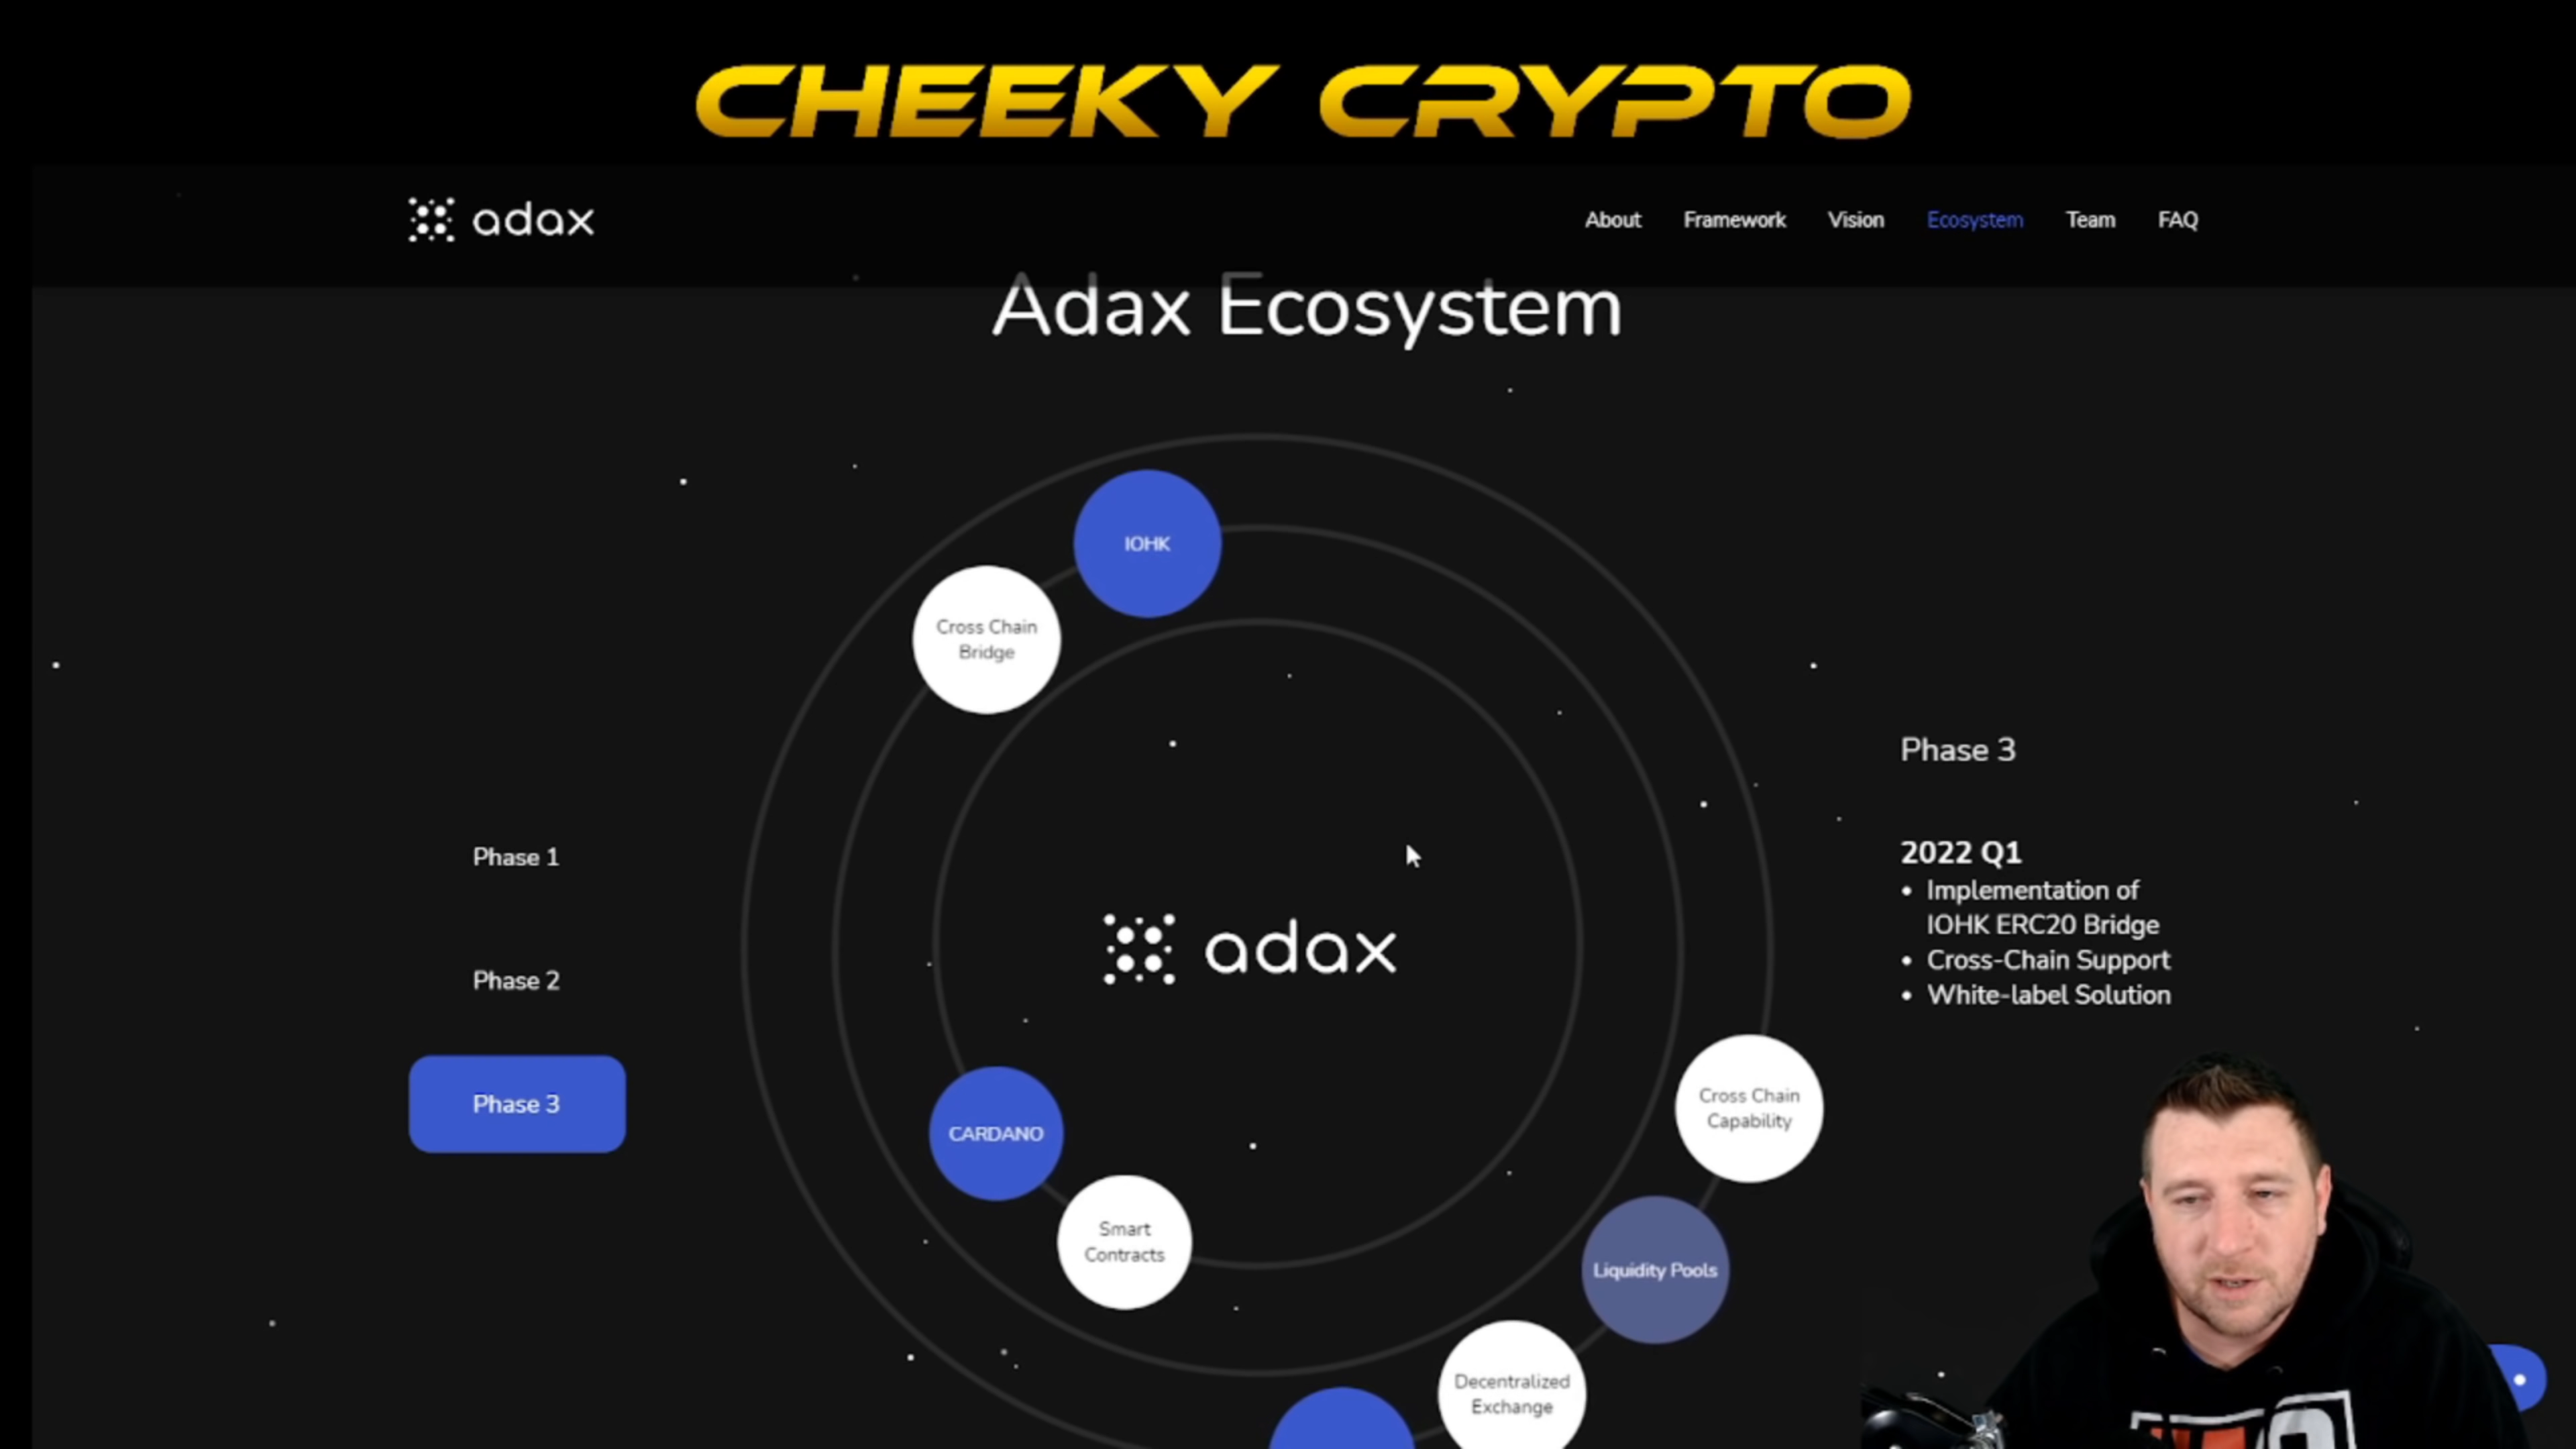 CHEEKY CRYPTO
adax
About Framework Vision Ecosystem Team FAQ
Adax Ecosystem
IOHK
Cross Chain
Bridge
Phase 3
2022 Q1
• Implementation of
IOHK ERC20 Bridge
• Cross-Chain Support
• White-label Solution
Phase 1
Phase 2
Phase 3
adax
CARDANO
Smart
Contracts
Cross Chain
Capability
Liquidity Pools
Decentralized
Exchange